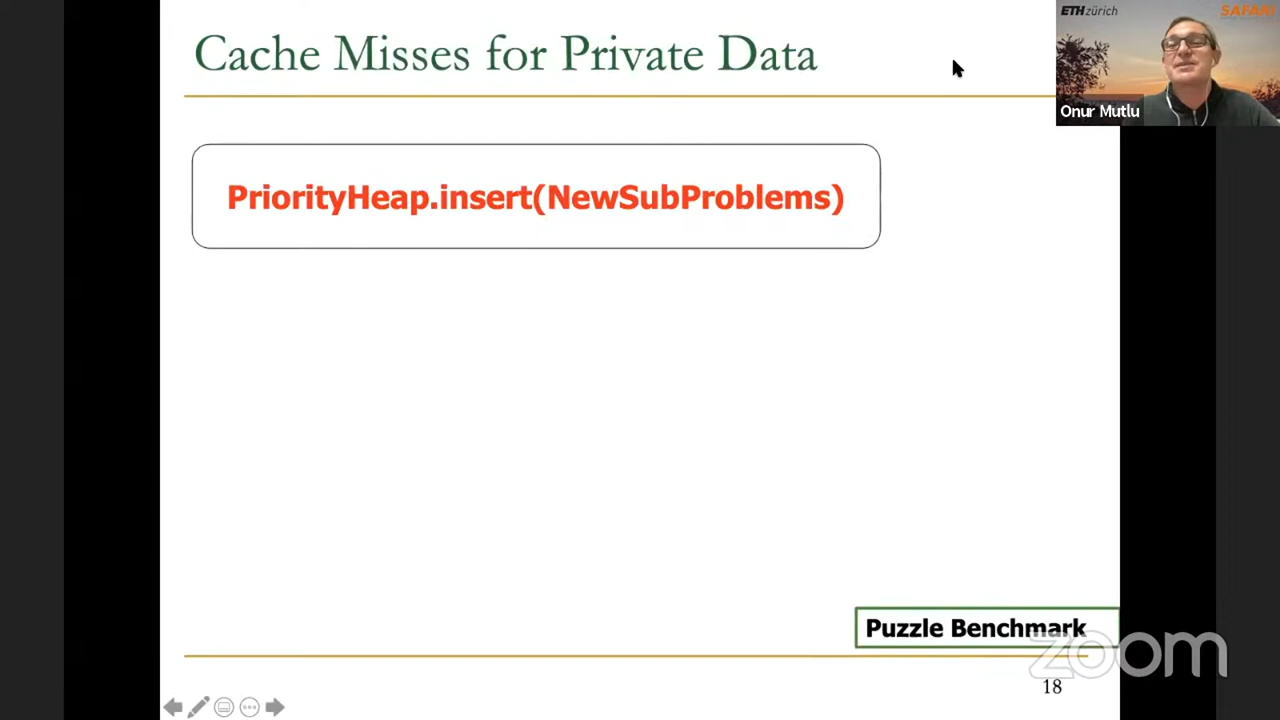 Cache Misses for Private Data
ETH zürich
SAFARI
Onur Mutlu
PriorityHeap.insert(NewSubProblems)
Puzzle Benchmark
zoom
18